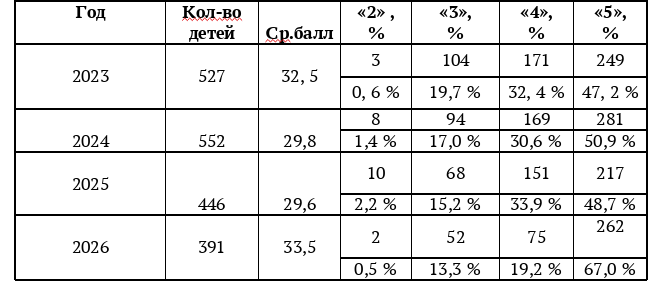 Год Кол-во детей Ср.балл «2» , % «3», % «4», % «5», %
2023 527 32, 5 3 104 171 249
0, 6 % 19,7 % 32, 4 % 47, 2 %
2024 552 29,8 8 94 169 281
1,4 % 17,0 % 30,6 % 50,9 %
2025 446 29,6 10 68 151 217
2,2 % 15,2 % 33,9 % 48,7 %
2026 391 33,5 2 52 75 262
0,5 % 13,3 % 19,2 % 67,0 %